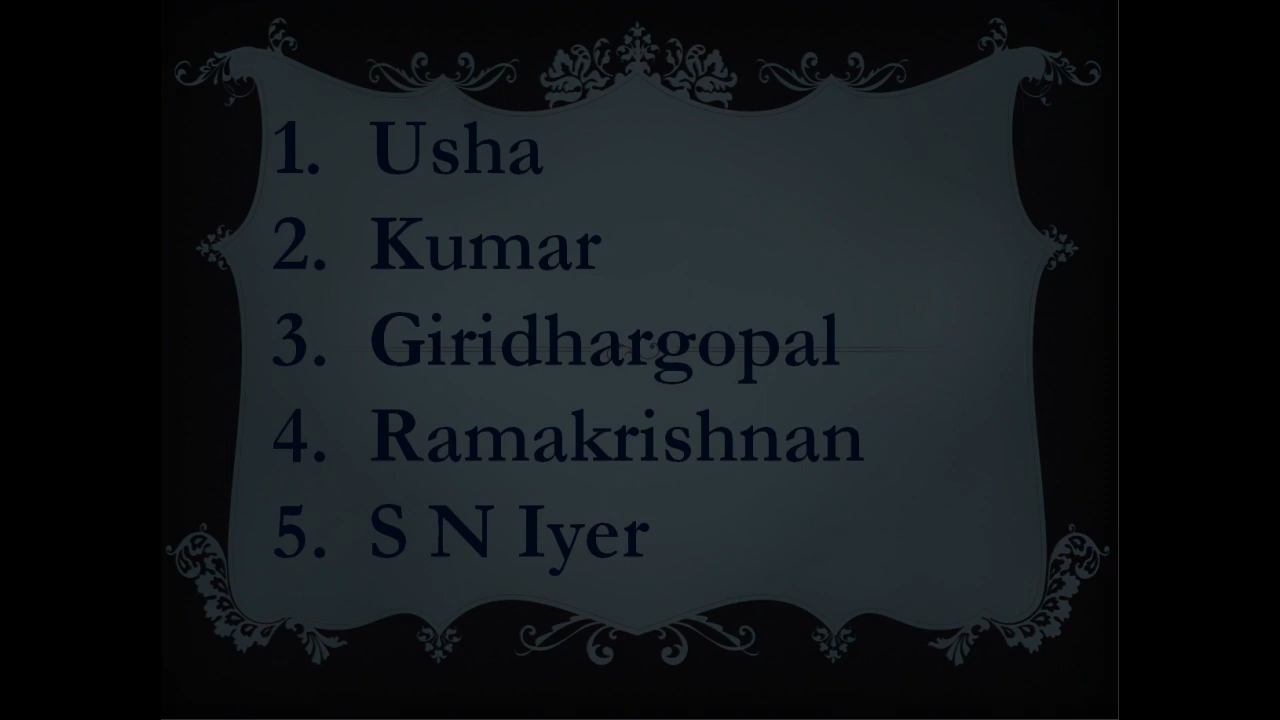 1. Usha
2. Kumar
3. Giridhargopal
4. Ramakrishnan
5. S N Iyer